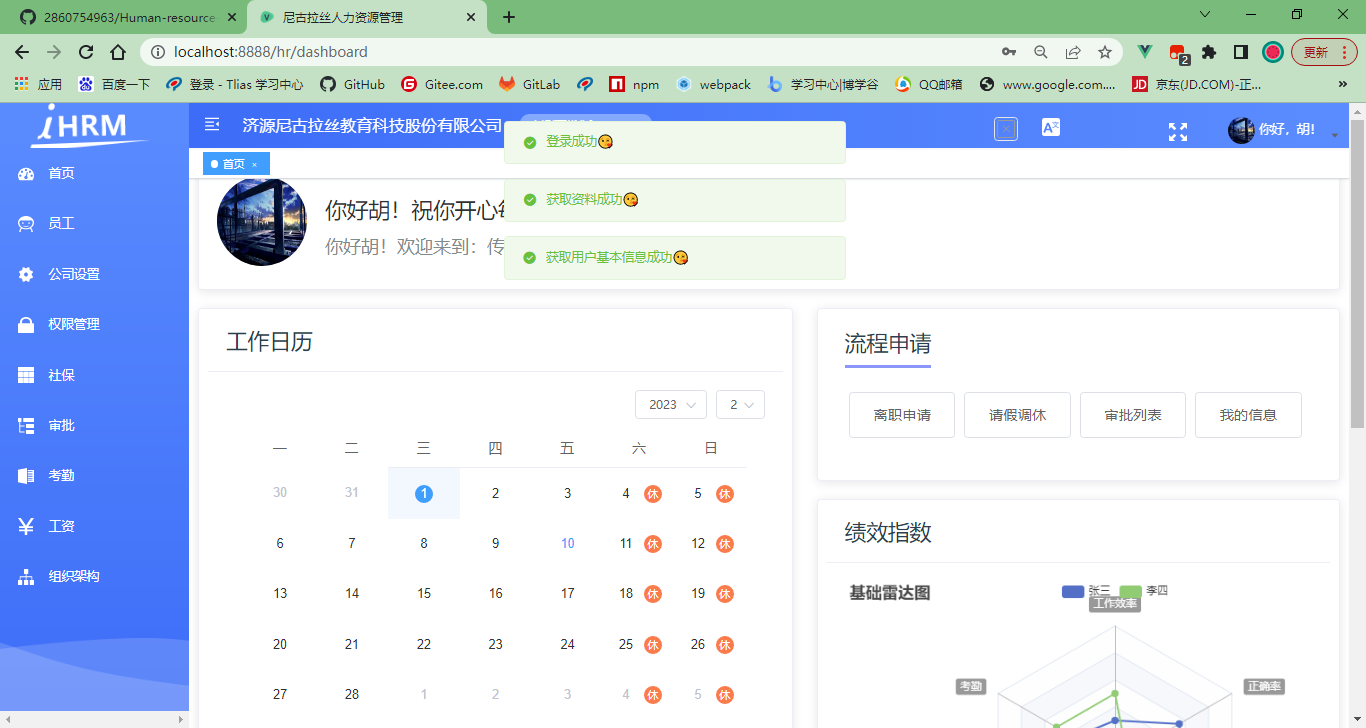 2860754963/Human-resource-
尼古拉丝人力资源管理
localhost:8888/hr/dashboard
2
更新
应用
百度一下
登录 - Tlias 学习中心
GitHub
Gitee.com
GitLab
npm
webpack
学习中心|博学谷
QQ邮箱
www.google.com....
JD
京东(JD.COM)-正...
iHRM
济源尼古拉丝教育科技股份有限公司
你好，胡！
首页 ×
登录成功😘
获取资料成功😘
获取用户基本信息成功😘
首页
员工
公司设置
权限管理
社保
审批
考勤
工资
组织架构
你好胡！祝你开心
你好胡！欢迎来到：传
工作日历
2023 2
一 二 三 四 五 六 日
30 31 1 2 3 4 休 5 休
6 7 8 9 10 11 休 12 休
13 14 15 16 17 18 休 19 休
20 21 22 23 24 25 休 26 休
27 28 1 2 3 4 休 5 休
流程申请
离职申请 请假调休 审批列表 我的信息
绩效指数
基础雷达图
张三 李四
工作效率
考勤
正确率